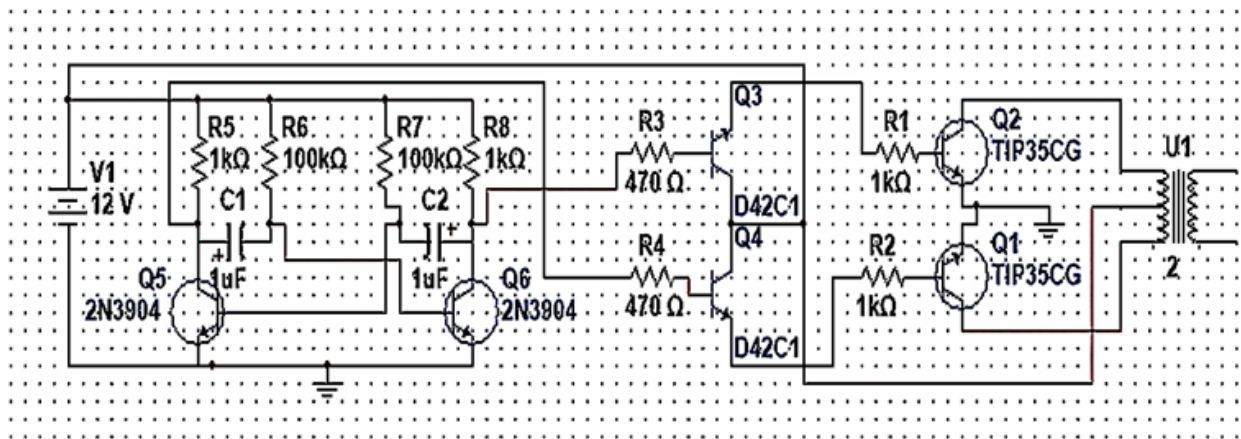 V1
12 V
R5
1kΩ
R6
100kΩ
R7
100kΩ
R8
1kΩ
C1
1uF
C2
1uF
Q5
2N3904
Q6
2N3904
R3
470 Ω
R4
470 Ω
Q3
D42C1
Q4
D42C1
R1
1kΩ
R2
1kΩ
Q2
TIP35CG
Q1
TIP35CG
U1
2